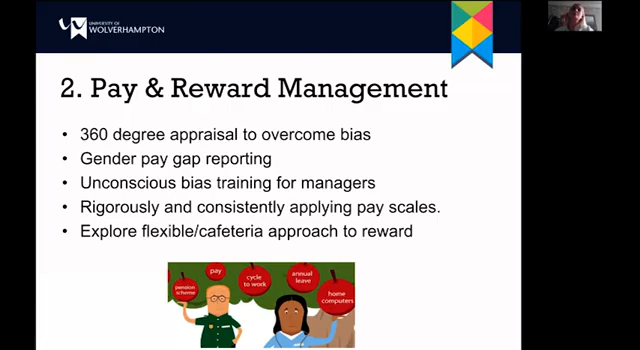 UNIVERSITY OF
WOLVERHAMPTON
2. Pay & Reward Management
• 360 degree appraisal to overcome bias
• Gender pay gap reporting
• Unconscious bias training for managers
• Rigorously and consistently applying pay scales.
• Explore flexible/cafeteria approach to reward
pension
scheme
pay
cycle
to work
annual
leave
home
computers